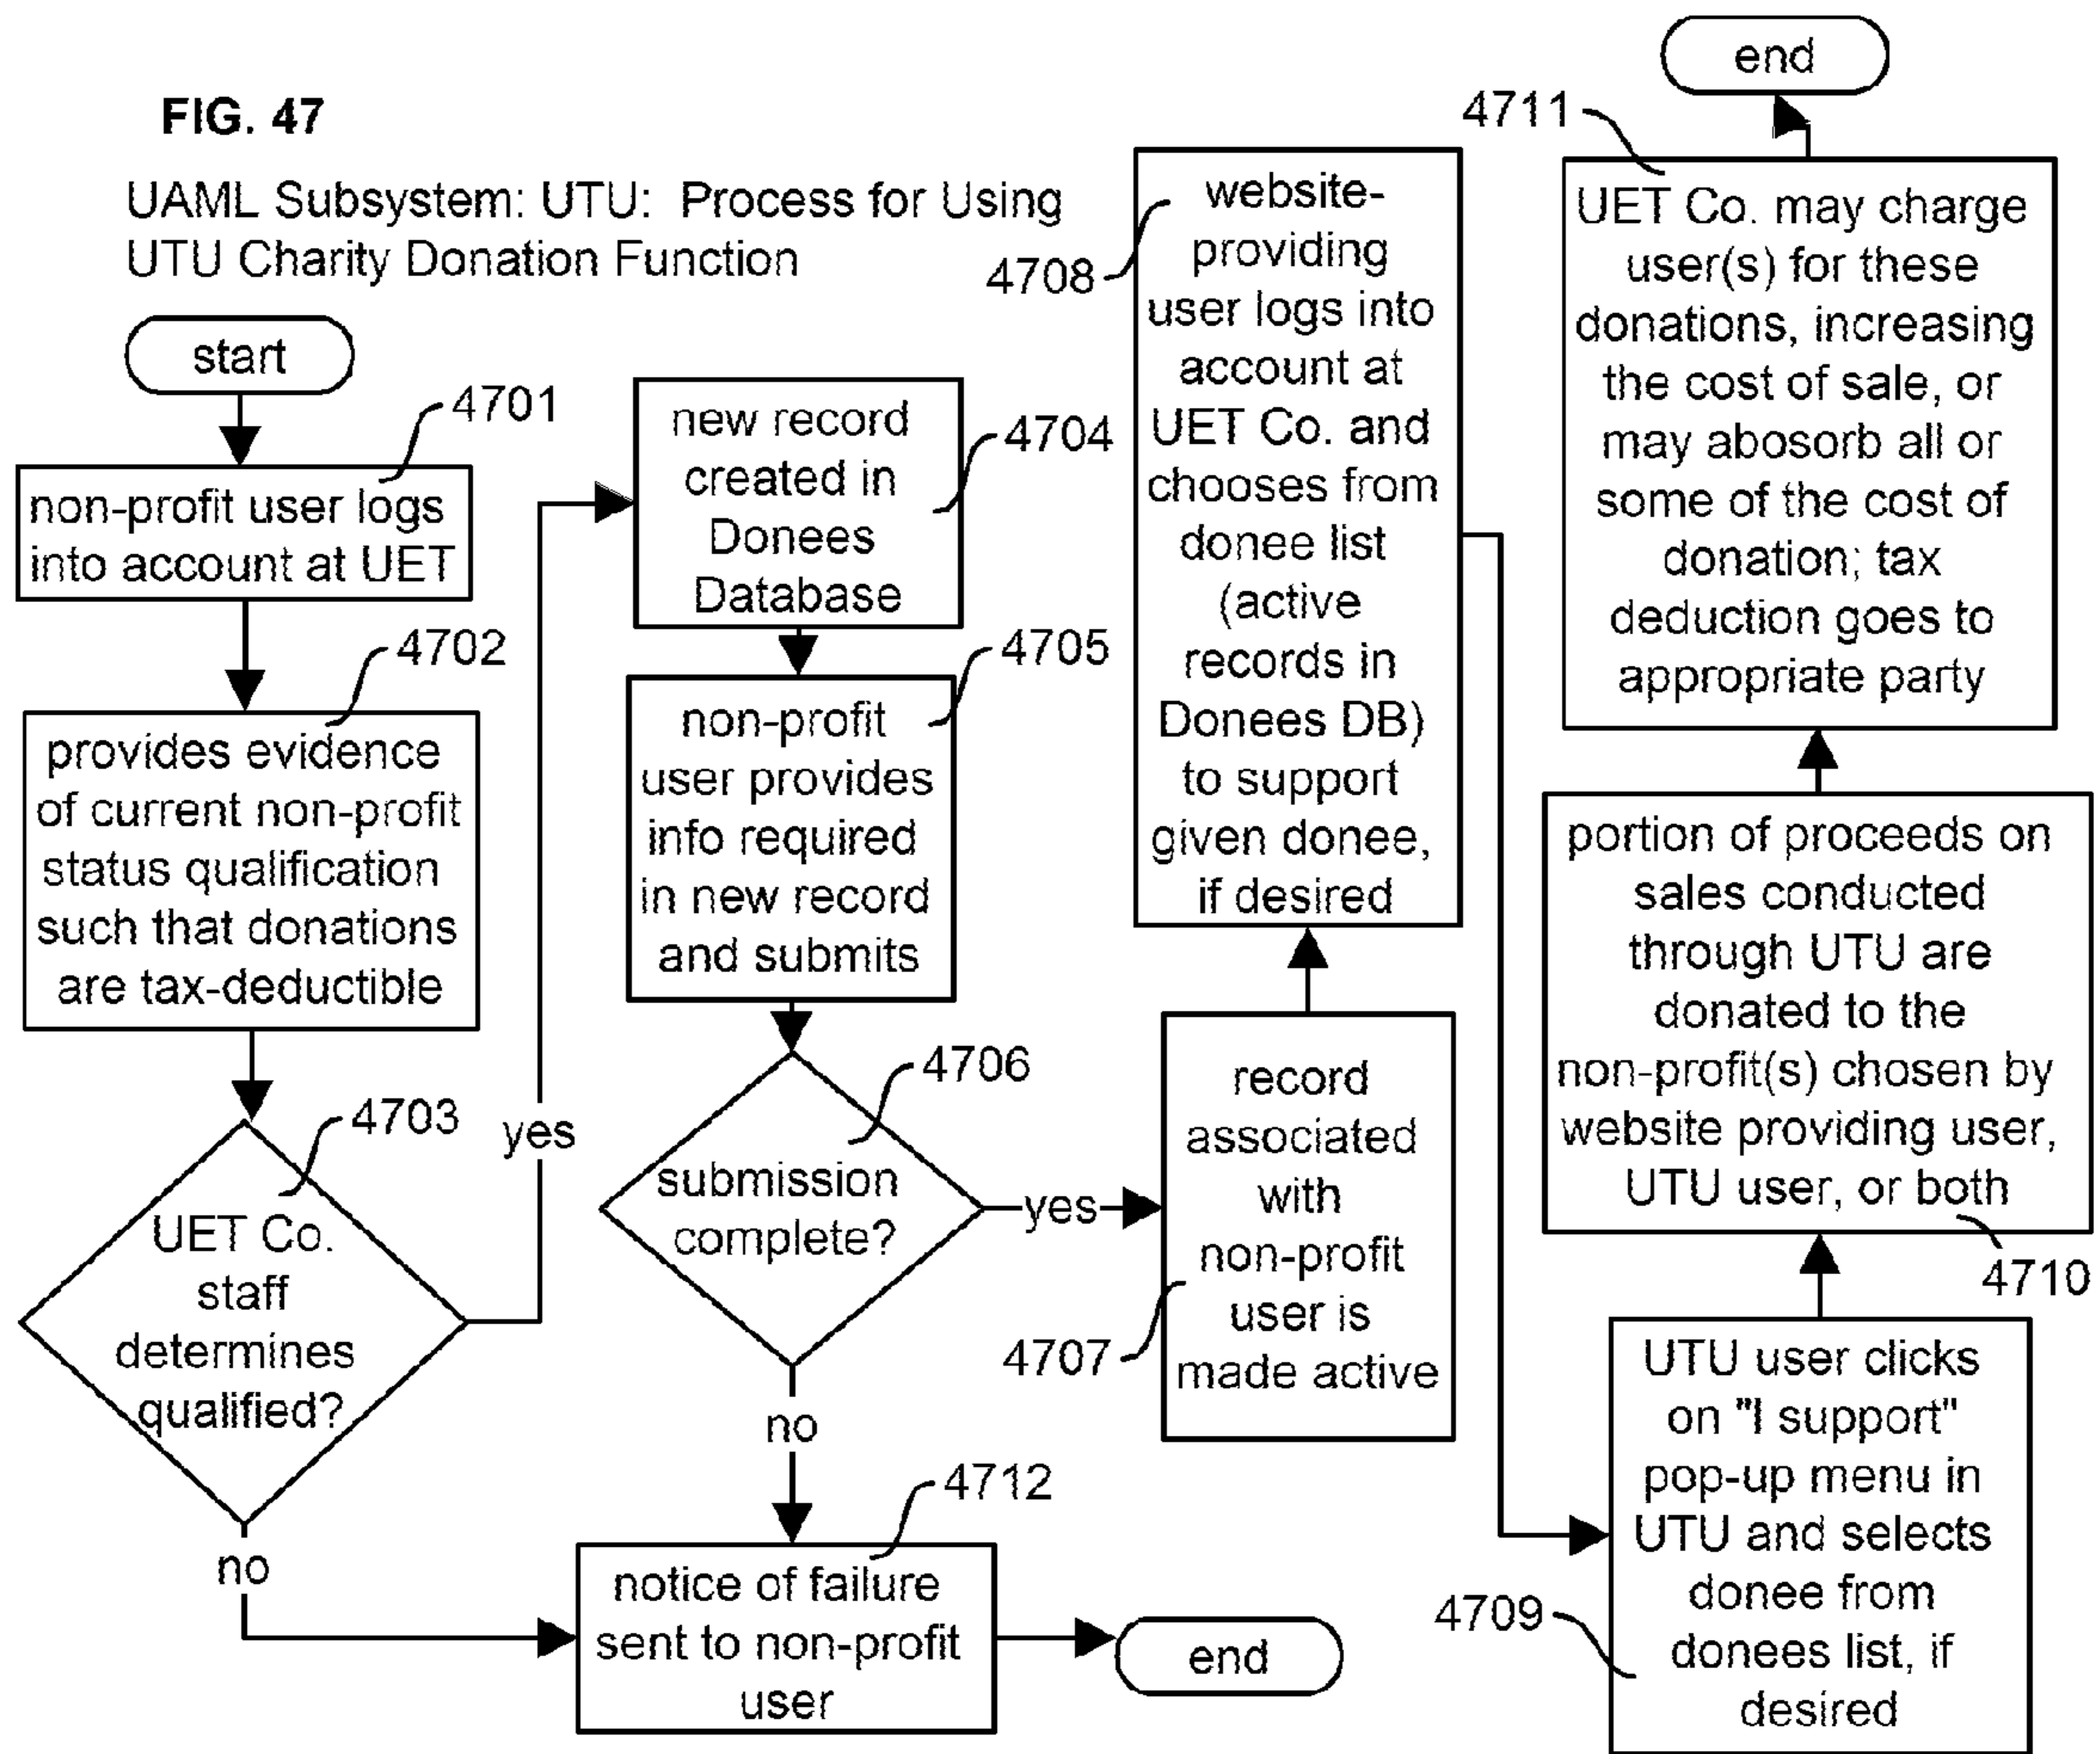 FIG. 47
UAML Subsystem: UTU: Process for Using
UTU Charity Donation Function
start
4701
non-profit user logs
into account at UET
4702
provides evidence
of current non-profit
status qualification
such that donations
are tax-deductible
4703
UET Co.
staff
determines
qualified?
yes
no
4704
new record
created in
Donees
Database
4705
non-profit
user provides
info required
in new record
and submits
4706
submission
complete?
yes
no
4712
notice of failure
sent to non-profit
user
end
4707
record
associated
with
non-profit
user is
made active
4708
website-
providing
user logs into
account at
UET Co. and
chooses from
donee list
(active
records in
Donees DB)
to support
given donee,
if desired
4709
UTU user clicks
on "I support"
pop-up menu in
UTU and selects
donee from
donees list, if
desired
4710
portion of proceeds on
sales conducted
through UTU are
donated to the
non-profit(s) chosen by
website providing user,
UTU user, or both
4711
UET Co. may charge
user(s) for these
donations, increasing
the cost of sale, or
may abosorb all or
some of the cost of
donation; tax
deduction goes to
appropriate party
end